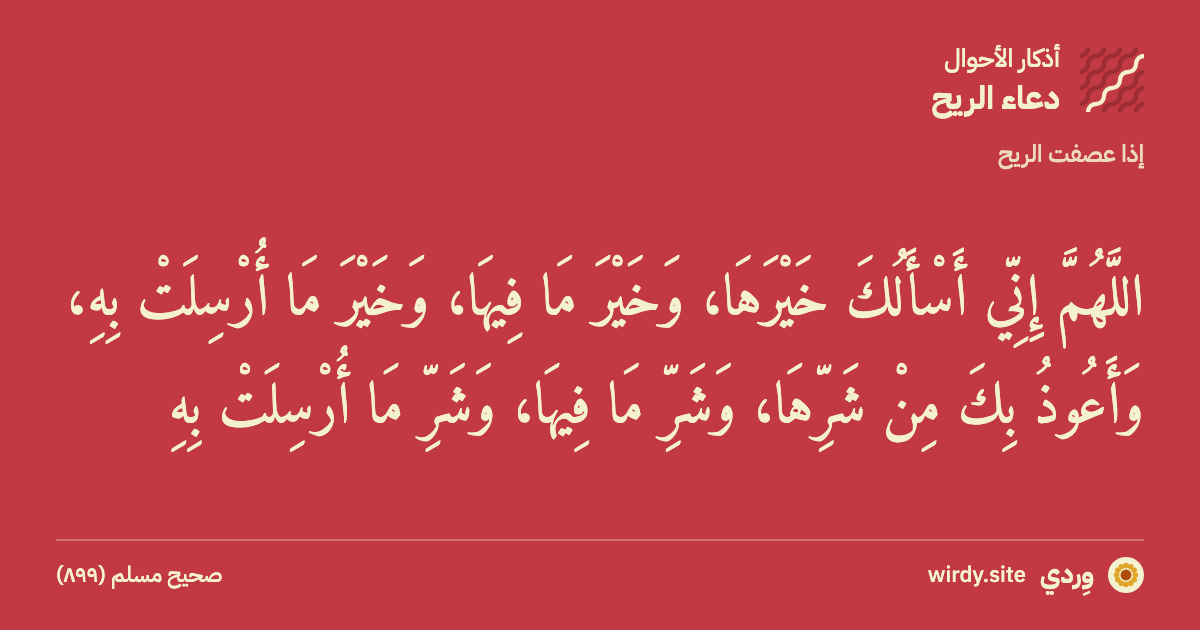 أذكار الأحوال
دعاء الريح
إذا عصفت الريح
اللَّهُمَّ إِنِّي أَسْأَلُكَ خَيْرَهَا، وَخَيْرَ مَا فِيهَا، وَخَيْرَ مَا أُرْسِلَتْ بِهِ،
وَأَعُوذُ بِكَ مِنْ شَرِّهَا، وَشَرِّ مَا فِيهَا، وَشَرِّ مَا أُرْسِلَتْ بِهِ
وِردي wirdy.site
صحيح مسلم (٨٩٩)